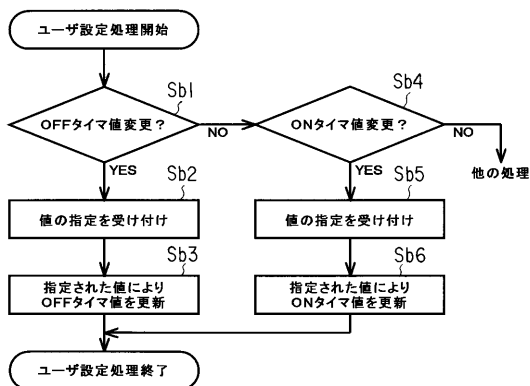 ユーザ設定処理開始
Sb1
OFFタイマ値変更？
NO
YES
Sb4
ONタイマ値変更？
NO
YES
他の処理
Sb2
値の指定を受け付け
Sb5
値の指定を受け付け
Sb3
指定された値により
OFFタイマ値を更新
Sb6
指定された値により
ONタイマ値を更新
ユーザ設定処理終了